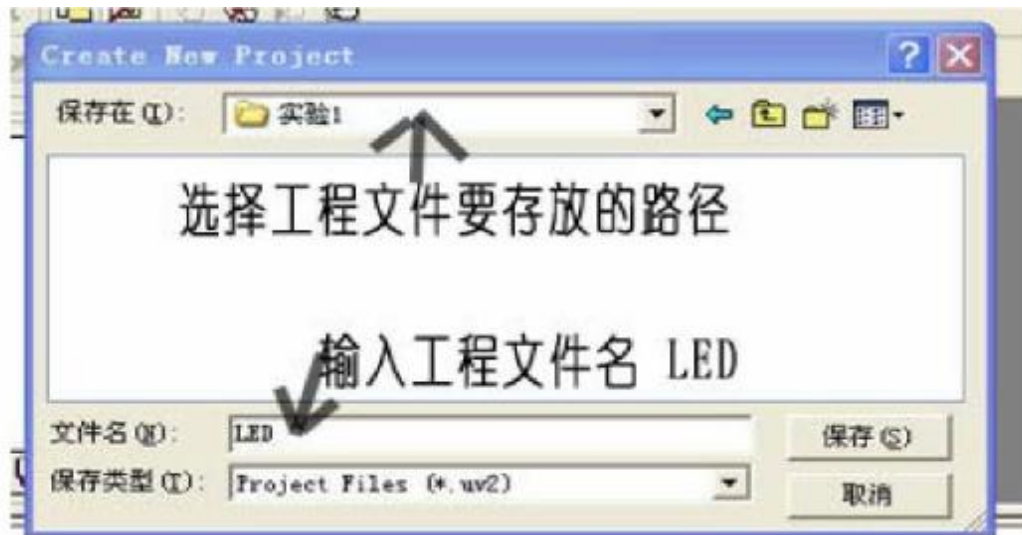 Create New Project
保存在(I):
实验1
选择工程文件要存放的路径
输入工程文件名 LED
文件名(N):
LED
保存(S)
保存类型(T):
Project Files (*.uv2)
取消